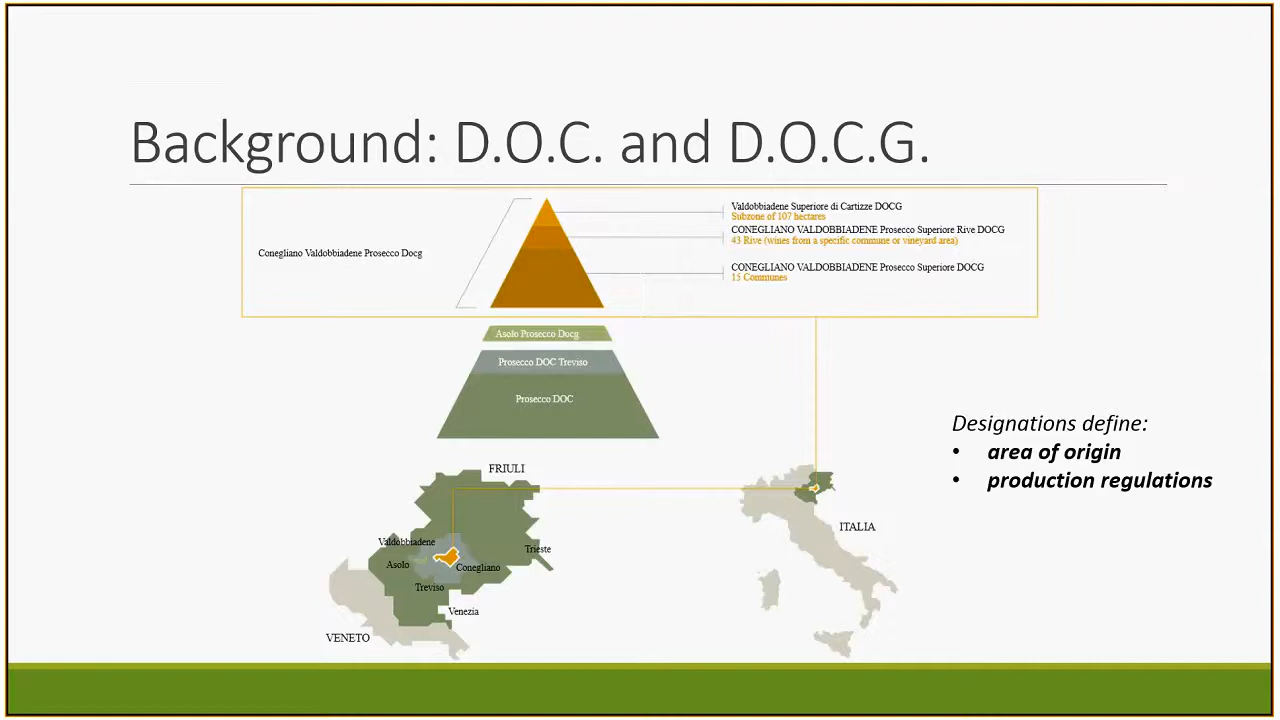 Background: D.O.C. and D.O.C.G.
Conegliano Valdobbiadene Prosecco Docg
Valdobbiadene Superiore di Cartizze DOCG
Subzone of 107 hectares
CONEGLIANO VALDOBBIADENE Prosecco Superiore Rive DOCG
43 Rive (wines from a specific commune or vineyard area)
CONEGLIANO VALDOBBIADENE Prosecco Superiore DOCG
15 Communes
Asolo Prosecco Docg
Prosecco DOC Treviso
Prosecco DOC
Designations define:
• area of origin
• production regulations
FRIULI
Valdobbiadene
Trieste
Asolo
Conegliano
Treviso
Venezia
VENETO
ITALIA